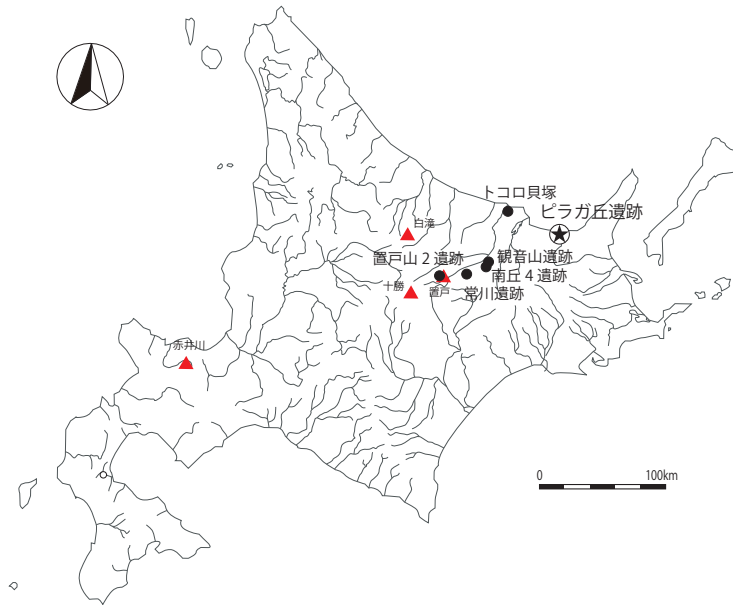 トコロ貝塚
ピラガ丘遺跡
白滝
置戸山２遺跡
観音山遺跡
南丘４遺跡
十勝
置戸
常川遺跡
赤井川
0
100km